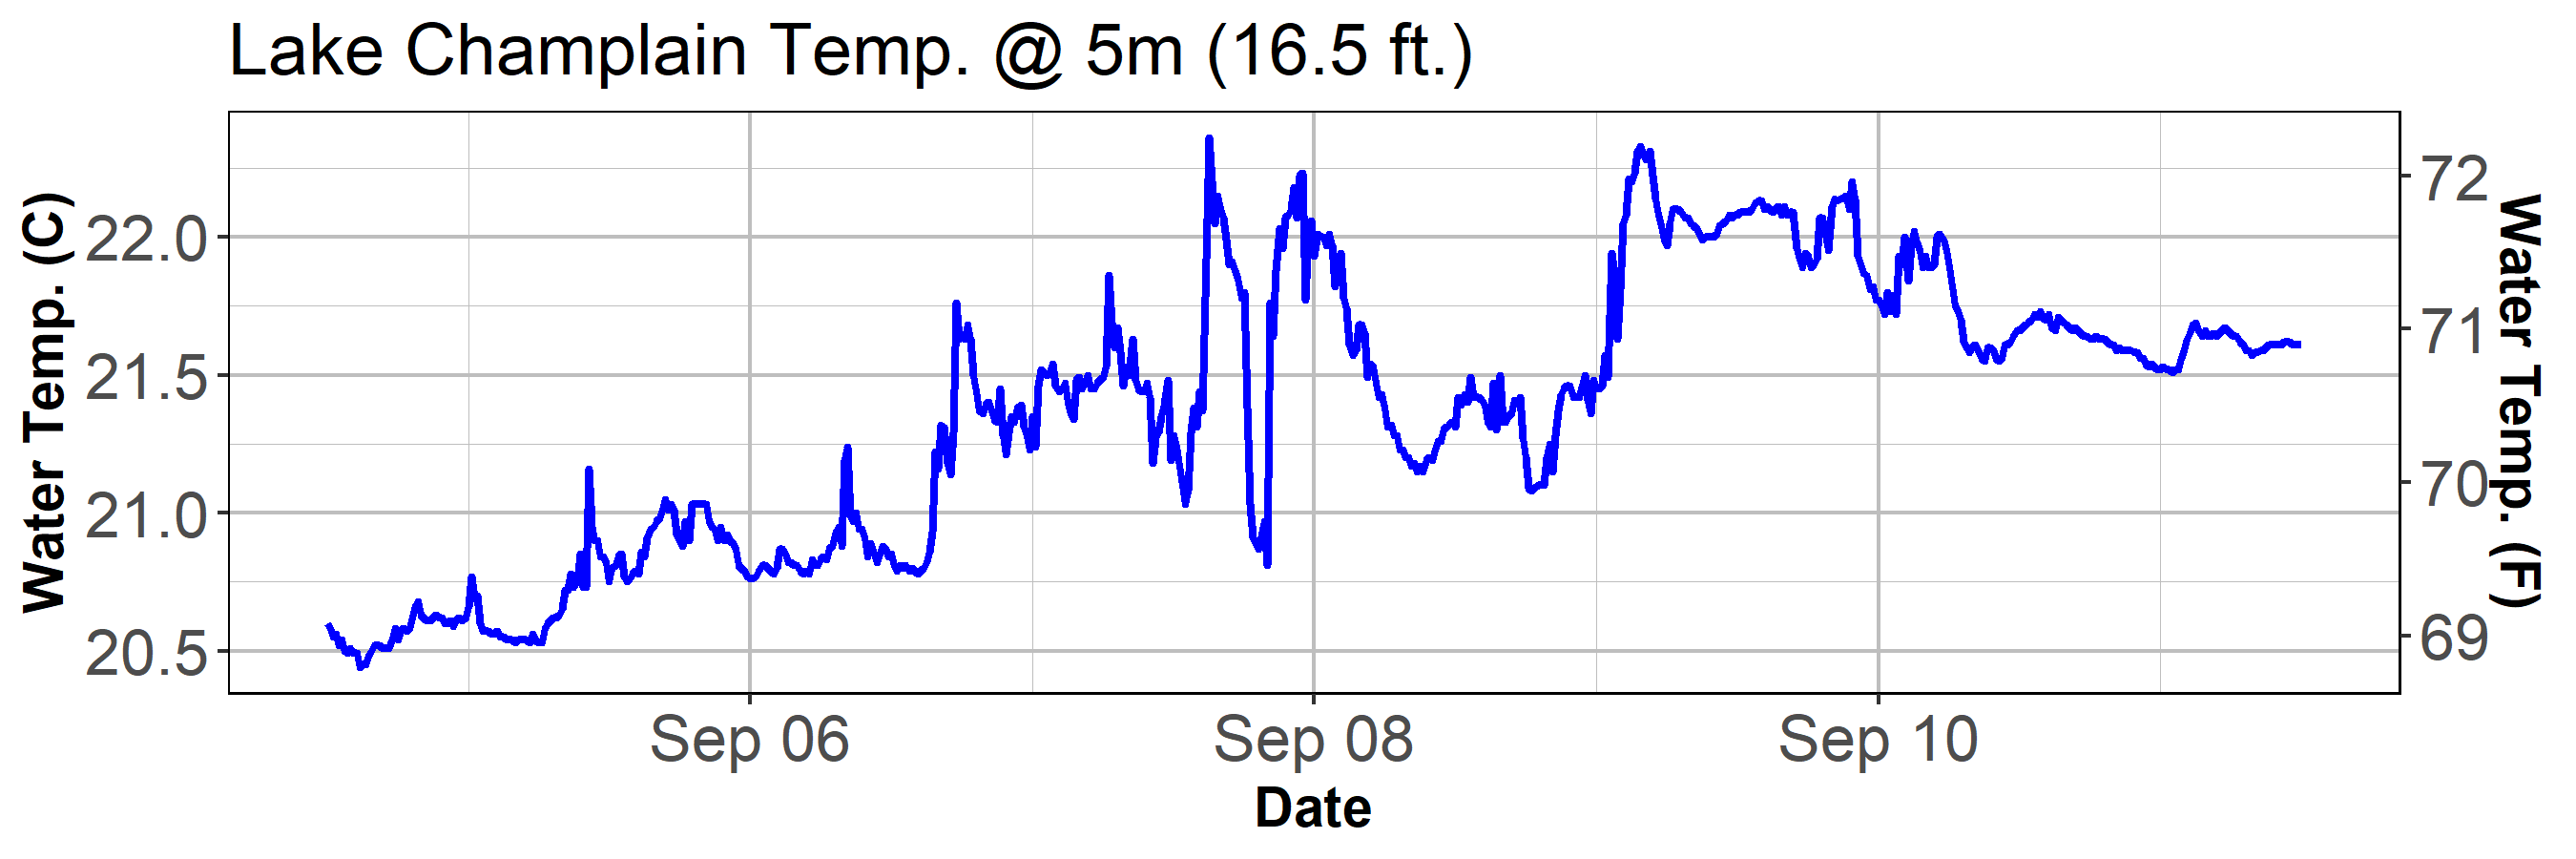 Lake Champlain Temp. @ 5m (16.5 ft.)
Water Temp. (C)
22.0
21.5
21.0
20.5
72
71
70
69
Water Temp. (F)
Sep 06 Sep 08 Sep 10
Date